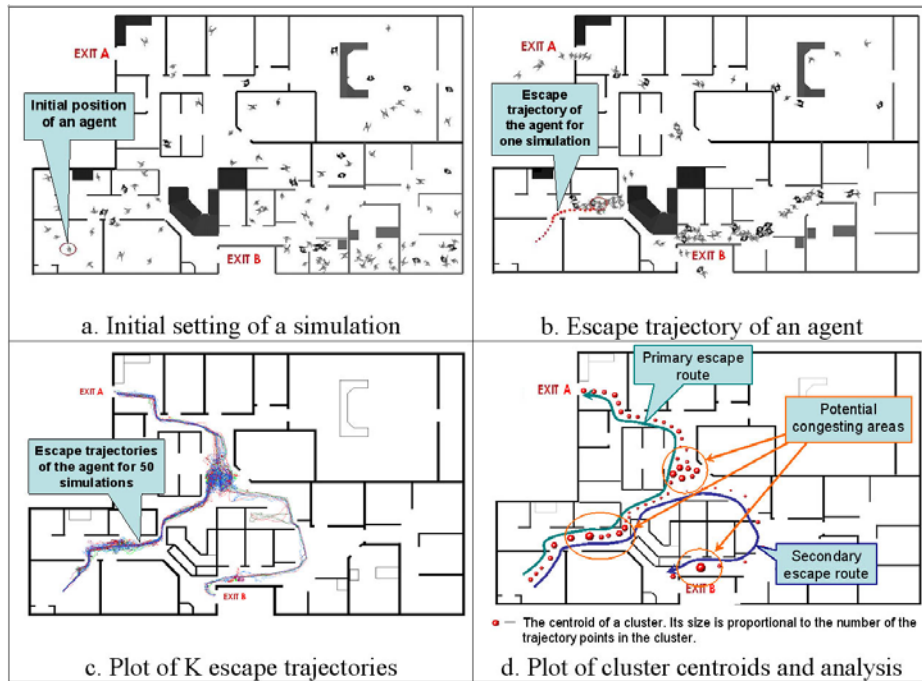 EXIT A
Initial position
of an agent
EXIT B
a. Initial setting of a simulation
EXIT A
Escape
trajectory of
the agent for
one simulation
EXIT B
b. Escape trajectory of an agent
EXIT A
Escape trajectories
of the agent for 50
simulations
EXIT B
c. Plot of K escape trajectories
Primary escape
route
EXIT A
Potential
congesting areas
Secondary
escape route
EXIT B
— The centroid of a cluster. Its size is proportional to the number of the
trajectory points in the cluster.
d. Plot of cluster centroids and analysis